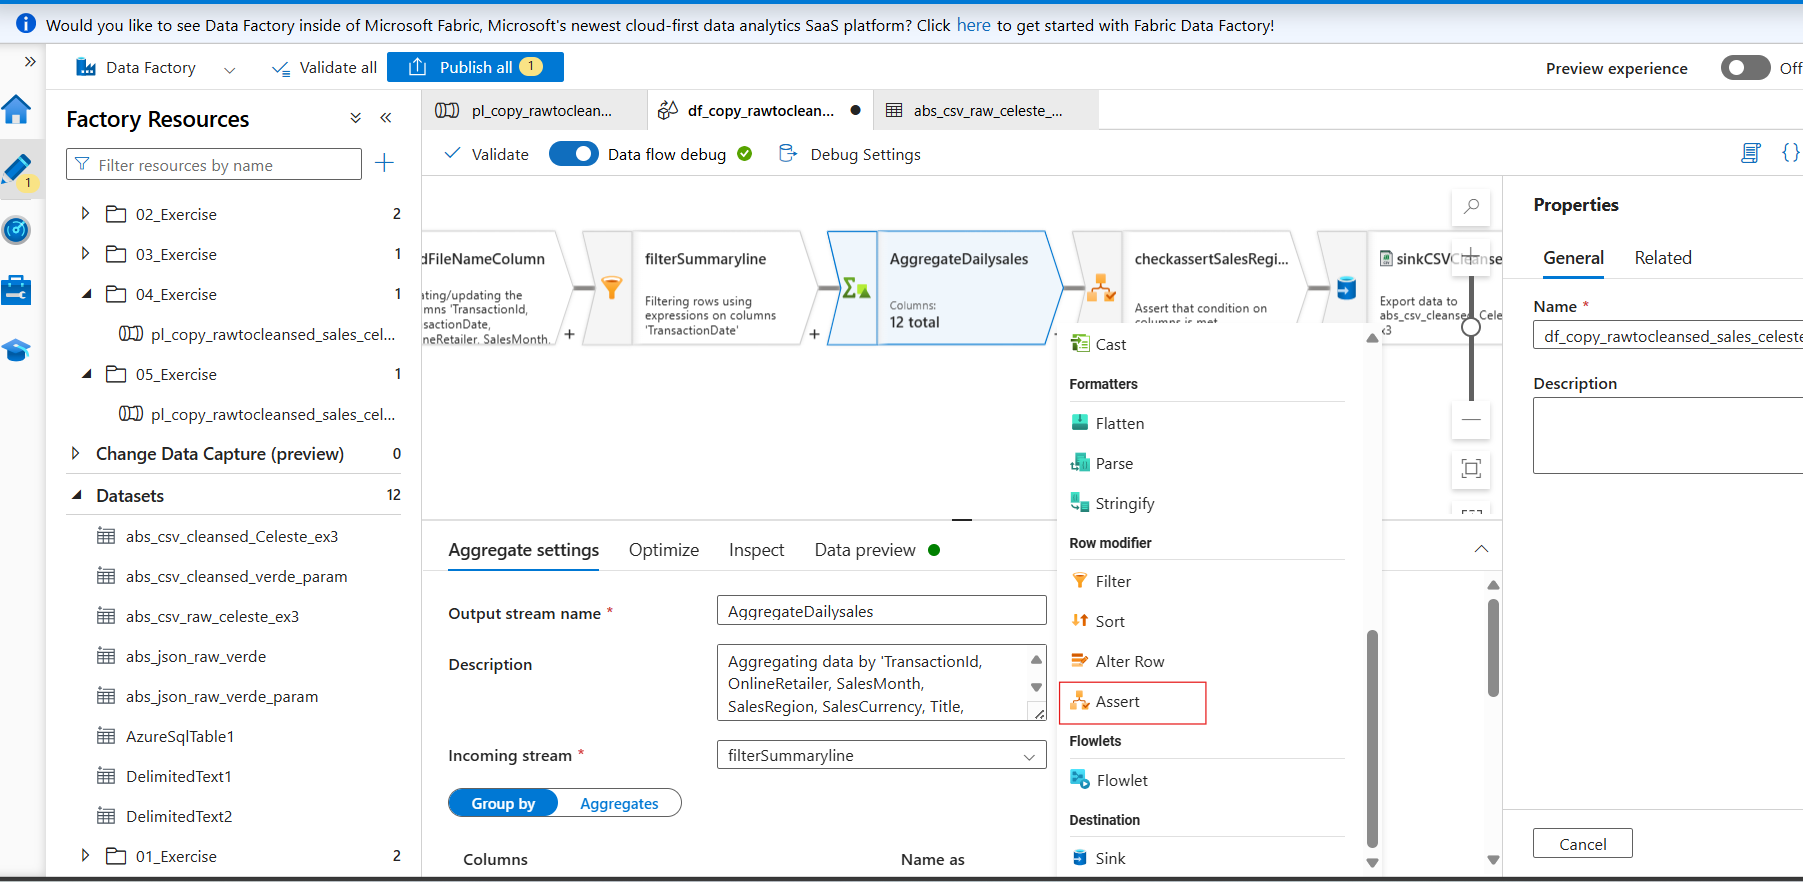 Would you like to see Data Factory inside of Microsoft Fabric, Microsoft's newest cloud-first data analytics SaaS platform? Click here to get started with Fabric Data Factory!
Data Factory
Validate all
Publish all 1
Preview experience
Off
1
Factory Resources
Filter resources by name
02_Exercise 2
03_Exercise 1
04_Exercise 1
pl_copy_rawtocleansed_sales_cel...
05_Exercise 1
pl_copy_rawtocleansed_sales_cel...
Change Data Capture (preview) 0
Datasets 12
abs_csv_cleansed_Celeste_ex3
abs_csv_cleansed_verde_param
abs_csv_raw_celeste_ex3
abs_json_raw_verde
abs_json_raw_verde_param
AzureSqlTable1
DelimitedText1
DelimitedText2
01_Exercise 2
pl_copy_rawtoclean...
df_copy_rawtoclean...
abs_csv_raw_celeste_...
Validate
Data flow debug
Debug Settings
dFileNameColumn
ating/updating the
mns 'TransactionId,
nsactionDate,
neRetailer, SalesMonth,
filterSummaryline
Filtering rows using
expressions on columns
'TransactionDate'
AggregateDailysales
Columns:
12 total
checkassertSalesRegi...
Assert that condition on
columns is met
sinkCSVCleanse
Export data to
abs_csv_cleansed_Cele
ex3
Cast
Formatters
Flatten
Parse
Stringify
Row modifier
Filter
Sort
Alter Row
Assert
Flowlets
Flowlet
Destination
Sink
Aggregate settings
Optimize
Inspect
Data preview
Output stream name *
AggregateDailysales
Description
Aggregating data by 'TransactionId,
OnlineRetailer, SalesMonth,
SalesRegion, SalesCurrency, Title,
Incoming stream *
filterSummaryline
Group by
Aggregates
Columns
Name as
Properties
General
Related
Name *
df_copy_rawtocleansed_sales_celeste
Description
Cancel